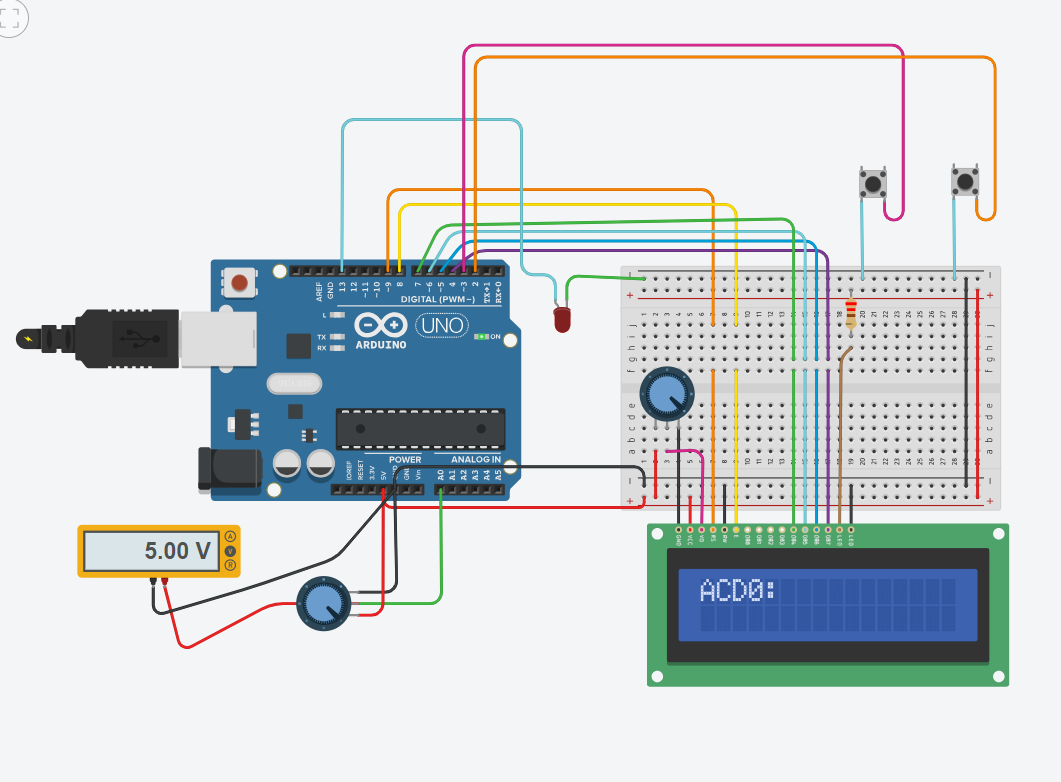 AREF
GND
13
12
~11
~10
~9
8
7
~6
~5
4
~3
2
TX→1
RX←0
DIGITAL (PWM~)
L
TX
RX
ARDUINO
UNO
ON
POWER
ANALOG IN
IOREF
RESET
3.3V
5V
GND
Vin
A0
A1
A2
A3
A4
A5
5.00 V
A
V
R
j
i
h
g
f
e
d
c
b
a
GND
VCC
V0
RS
RW
E
DB0
DB1
DB2
DB3
DB4
DB5
DB6
DB7
LED
LED
ACD0: